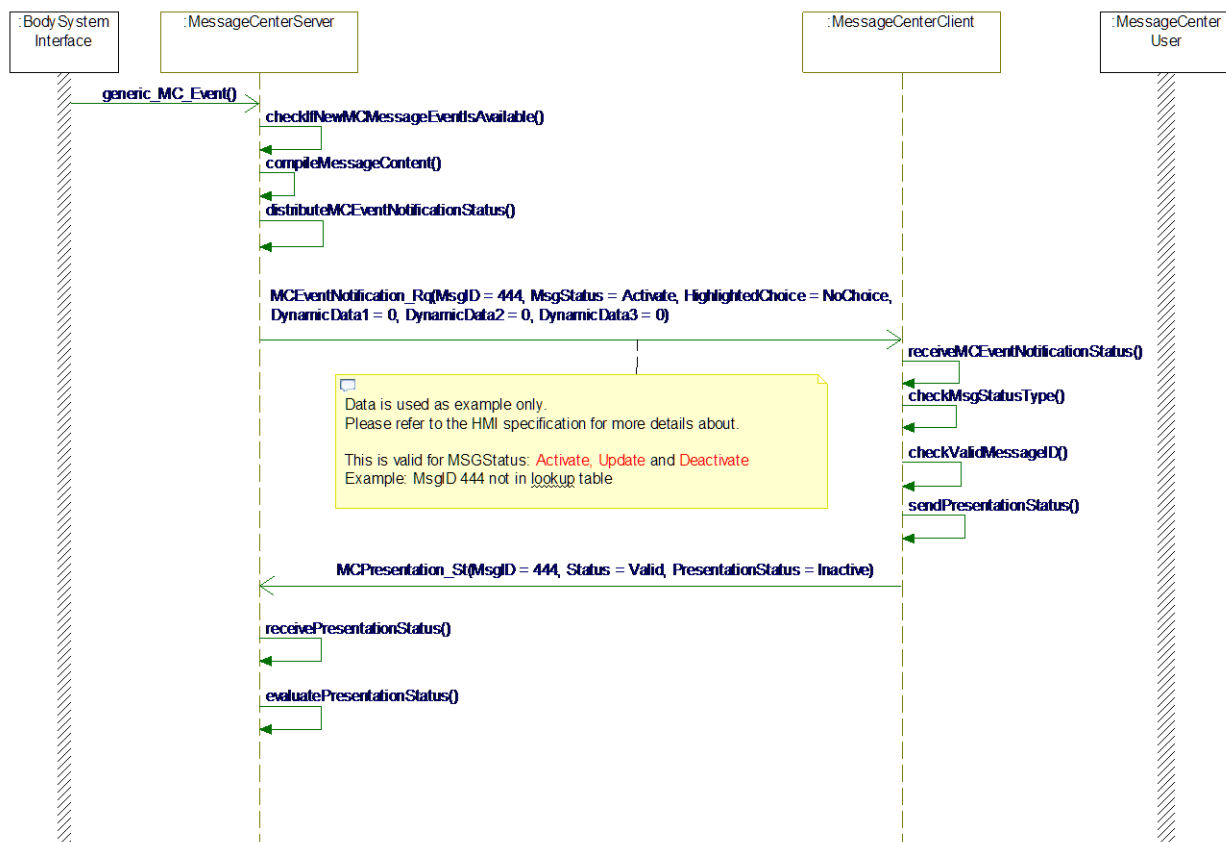 :BodySystem
Interface
:MessageCenterServer
:MessageCenterClient
:MessageCenter
User
generic_MC_Event()
checkIfNewMCMessageEventIsAvailable()
compileMessageContent()
distributeMCEventNotificationStatus()
MCEventNotification_Rq(MsgID = 444, MsgStatus = Activate, HighlightedChoice = NoChoice,
DynamicData1 = 0, DynamicData2 = 0, DynamicData3 = 0)
receiveMCEventNotificationStatus()
Data is used as example only.
Please refer to the HMI specification for more details about.
This is valid for MSGStatus: Activate, Update and Deactivate
Example: MsgID 444 not in lookup table
checkMsgStatusType()
checkValidMessageID()
sendPresentationStatus()
MCPresentation_St(MsgID = 444, Status = Valid, PresentationStatus = Inactive)
receivePresentationStatus()
evaluatePresentationStatus()